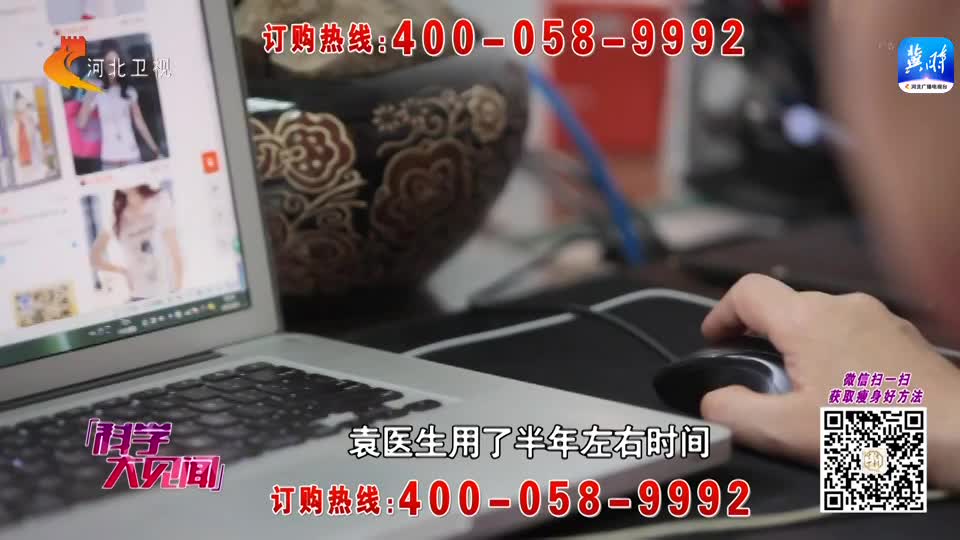 订购热线:400-058-9992
河北卫视
冀时
河北广播电视台
微信扫一扫
获取瘦身好方法
「科学
大见闻」
袁医生用了半年左右时间
订购热线:400-058-9992